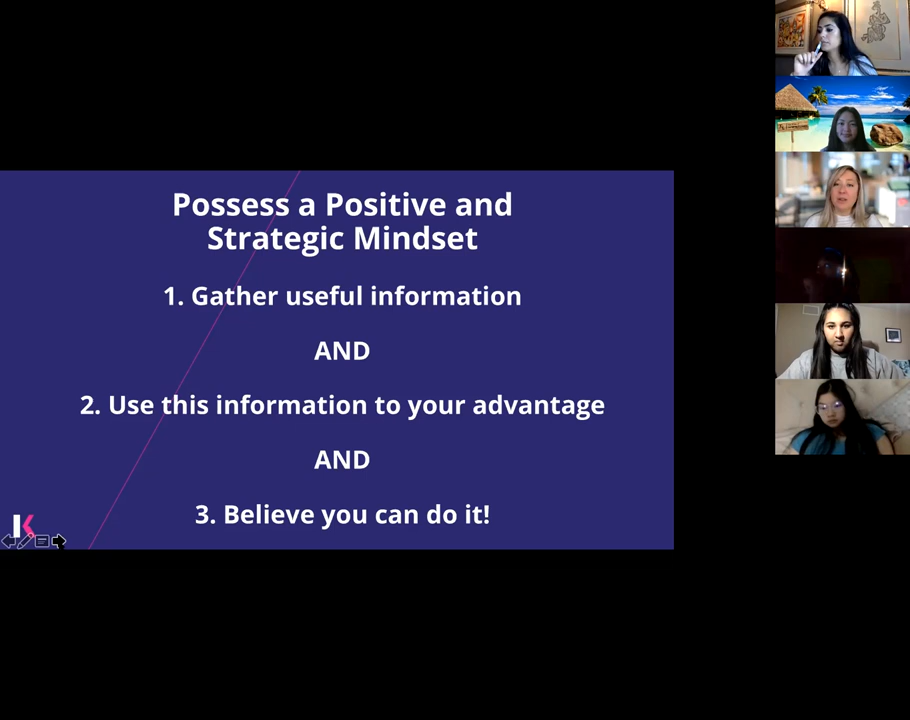 Possess a Positive and
Strategic Mindset
1. Gather useful information
AND
2. Use this information to your advantage
AND
3. Believe you can do it!